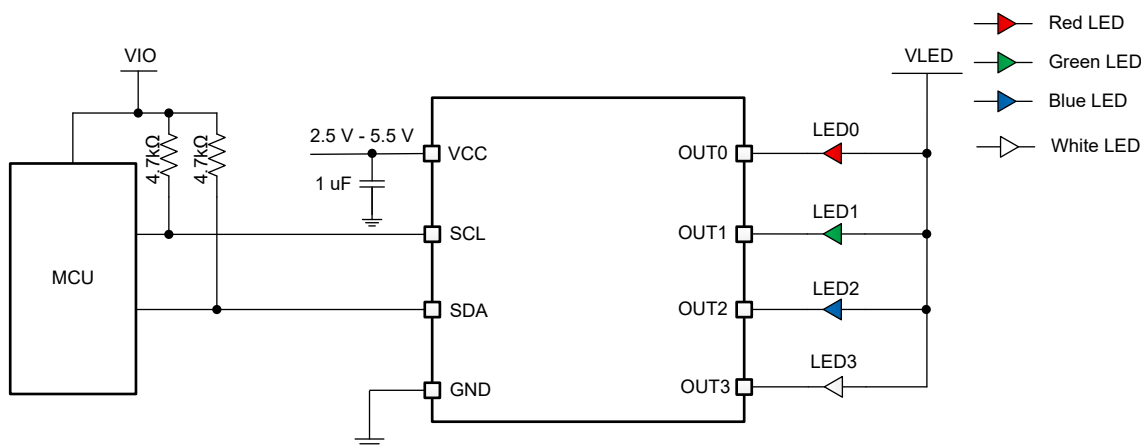 Red LED
Green LED
Blue LED
White LED
VIO
VLED
4.7kΩ
4.7kΩ
2.5 V - 5.5 V
1 uF
MCU
VCC
SCL
SDA
GND
OUT0
OUT1
OUT2
OUT3
LED0
LED1
LED2
LED3